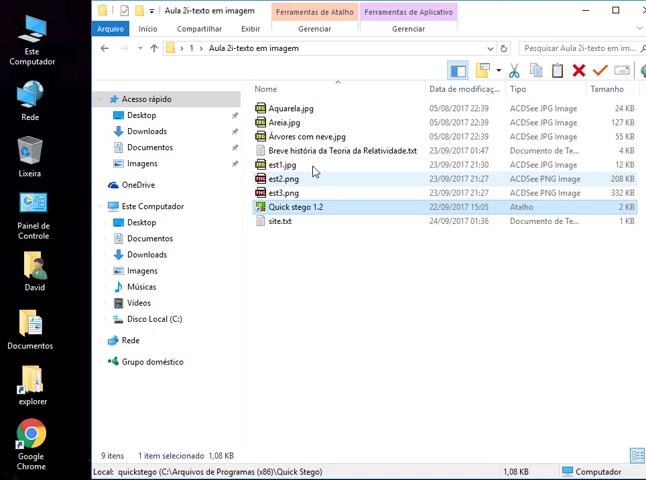 Este
Computador
Rede
Lixeira
Painel de
Controle
David
Documentos
explorer
Google
Chrome
Aula 2i-texto em imagem
Ferramentas de Atalho
Ferramentas de Aplicativo
Arquivo
Início
Compartilhar
Exibir
Gerenciar
Gerenciar
1 › Aula 2i-texto em imagem
Pesquisar Aula 2i-texto em im...
Nome
Data de modificaç...
Tipo
Tamanho
Acesso rápido
Desktop
Downloads
Documents
Imagens
OneDrive
Este Computador
Desktop
Documentos
Downloads
Imagens
Músicas
Vídeos
Disco Local (C:)
Rede
Grupo doméstico
Aquarela.jpg 05/08/2017 22:39 ACDSee JPG Image 24 KB
Areia.jpg 05/08/2017 22:39 ACDSee JPG Image 127 KB
Árvores com neve.jpg 05/08/2017 22:39 ACDSee JPG Image 55 KB
Breve história da Teoria da Relatividade.txt 23/09/2017 01:47 Documento de Te... 4 KB
est1.jpg 23/09/2017 21:30 ACDSee JPG Image 12 KB
est2.png 23/09/2017 21:27 ACDSee PNG Image 208 KB
est3.png 23/09/2017 21:27 ACDSee PNG Image 332 KB
Quick stego 1.2 22/09/2017 15:05 Atalho 2 KB
site.txt 24/09/2017 01:36 Documento de Te... 1 KB
9 itens 1 item selecionado 1,08 KB
Local: quickstego (C:\Arquivos de Programas (x86)\Quick Stego)
1,08 KB
Computador